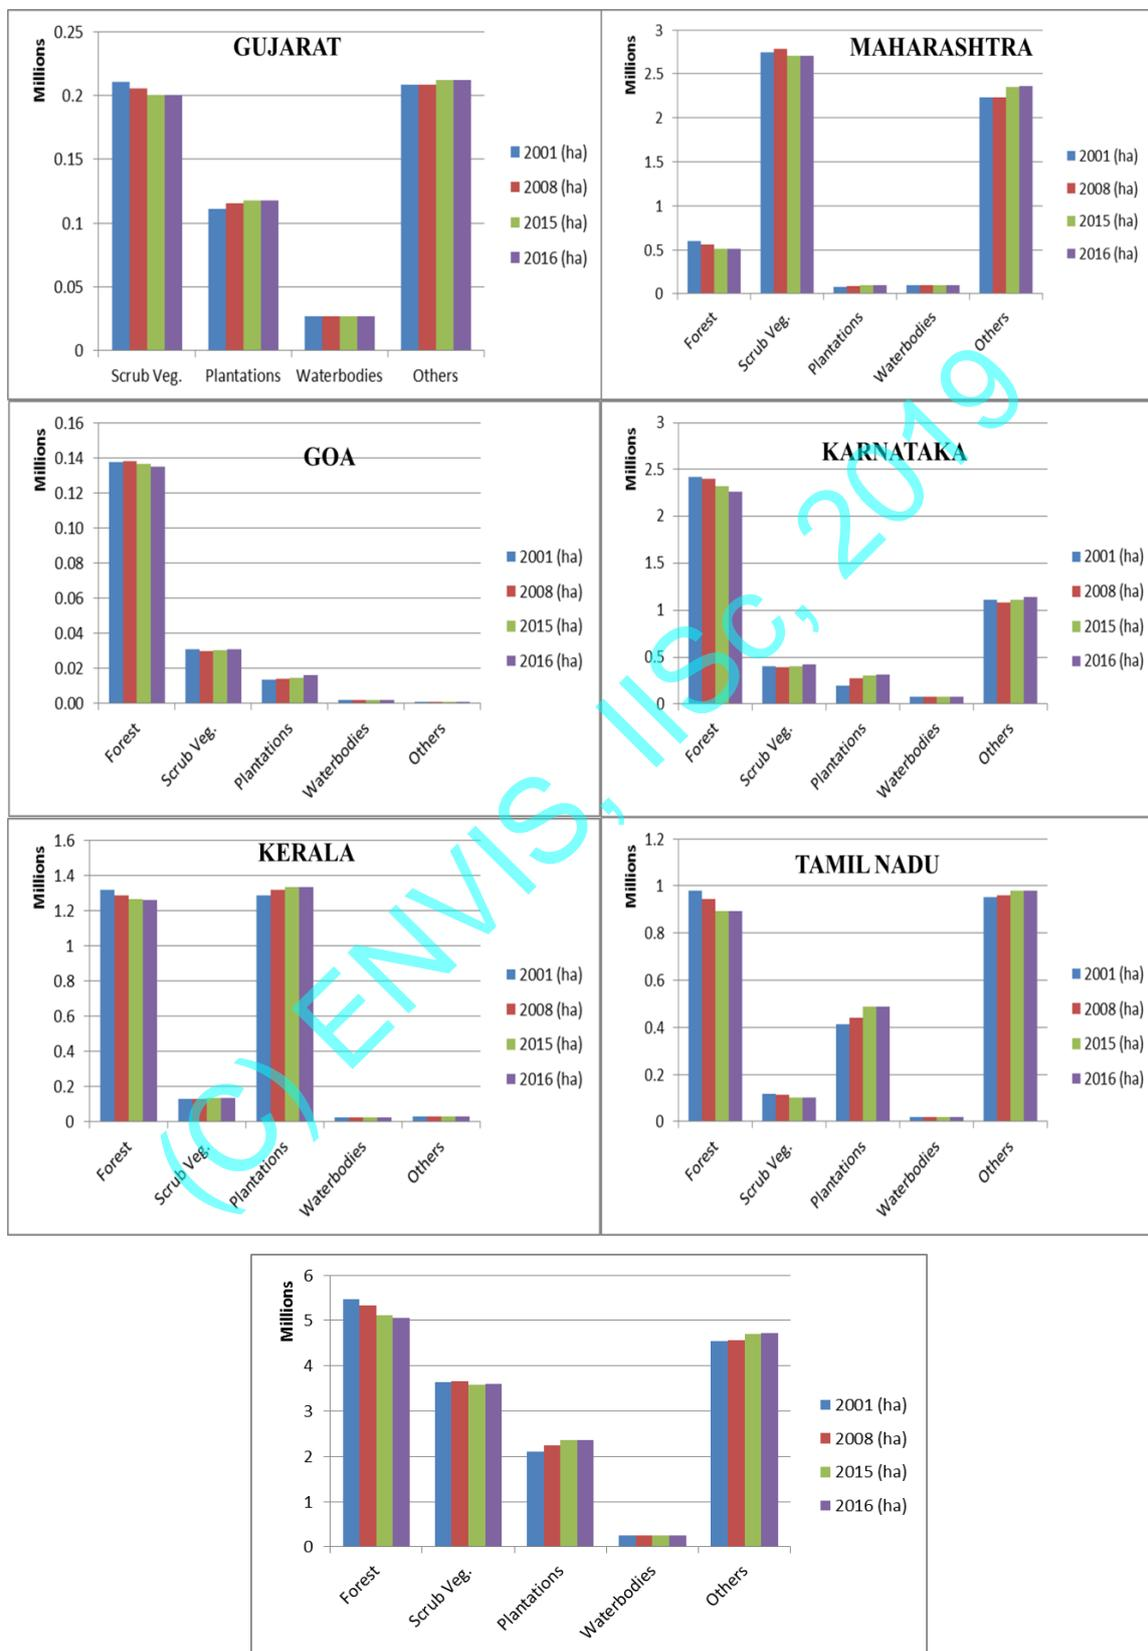 GUJARAT
Millions
0.25
0.2
0.15
0.1
0.05
0
Scrub Veg.
Plantations
Waterbodies
Others
2001 (ha)
2008 (ha)
2015 (ha)
2016 (ha)
MAHARASHTRA
Millions
3
2.5
2
1.5
1
0.5
0
Forest
Scrub Veg.
Plantations
Waterbodies
Others
2001 (ha)
2008 (ha)
2015 (ha)
2016 (ha)
GOA
Millions
0.16
0.14
0.12
0.10
0.08
0.06
0.04
0.02
0.00
Forest
Scrub Veg.
Plantations
Waterbodies
Others
2001 (ha)
2008 (ha)
2015 (ha)
2016 (ha)
KARNATAKA
Millions
3
2.5
2
1.5
1
0.5
0
Forest
Scrub Veg.
Plantations
Waterbodies
Others
2001 (ha)
2008 (ha)
2015 (ha)
2016 (ha)
KERALA
Millions
1.6
1.4
1.2
1
0.8
0.6
0.4
0.2
0
Forest
Scrub Veg.
Plantations
Waterbodies
Others
2001 (ha)
2008 (ha)
2015 (ha)
2016 (ha)
TAMIL NADU
Millions
1.2
1
0.8
0.6
0.4
0.2
0
Forest
Scrub Veg.
Plantations
Waterbodies
Others
2001 (ha)
2008 (ha)
2015 (ha)
2016 (ha)
Millions
6
5
4
3
2
1
0
Forest
Scrub Veg.
Plantations
Waterbodies
Others
2001 (ha)
2008 (ha)
2015 (ha)
2016 (ha)
(C) ENVIS, IISc, 2019